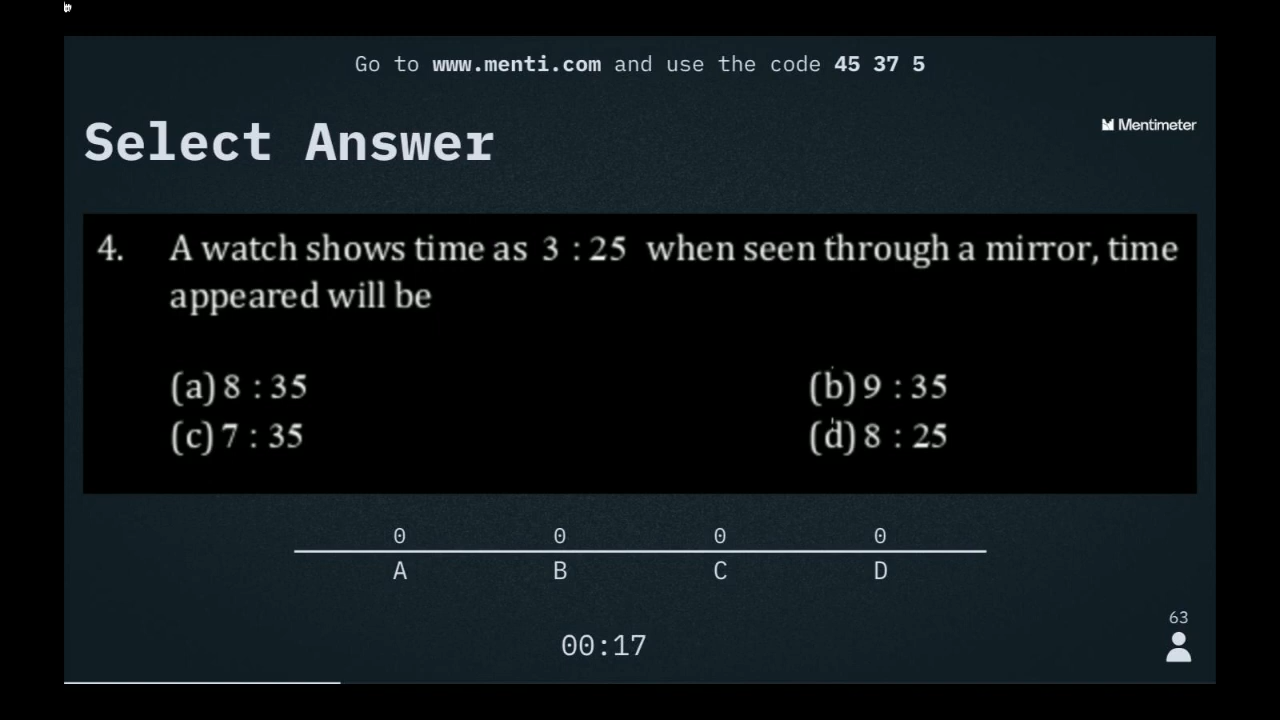 Go to www.menti.com and use the code 45 37 5
Select Answer
Mentimeter
4. A watch shows time as 3 : 25 when seen through a mirror, time
appeared will be
(a) 8 : 35 (b) 9 : 35
(c) 7 : 35 (d) 8 : 25
0 0 0 0
A B C D
63
00:17